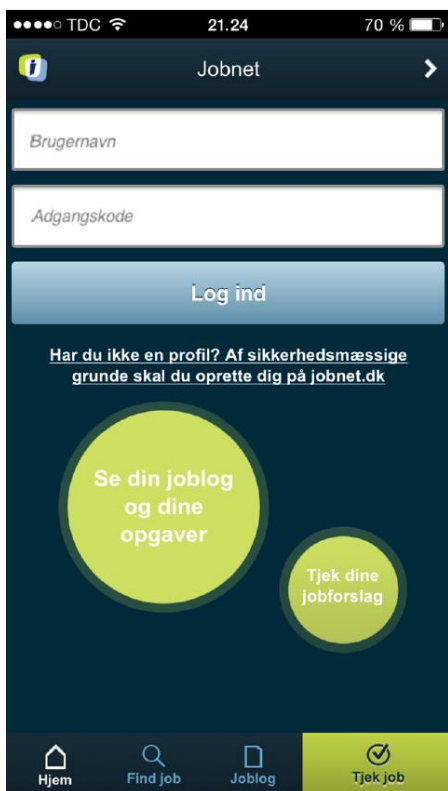 TDC 21.24 70 %
Jobnet
Brugernavn
Adgangskode
Log ind
Har du ikke en profil? Af sikkerhedsmæssige
grunde skal du oprette dig på jobnet.dk
Se din joblog
og dine
opgaver
Tjek dine
jobforslag
Hjem Find job Joblog Tjek job